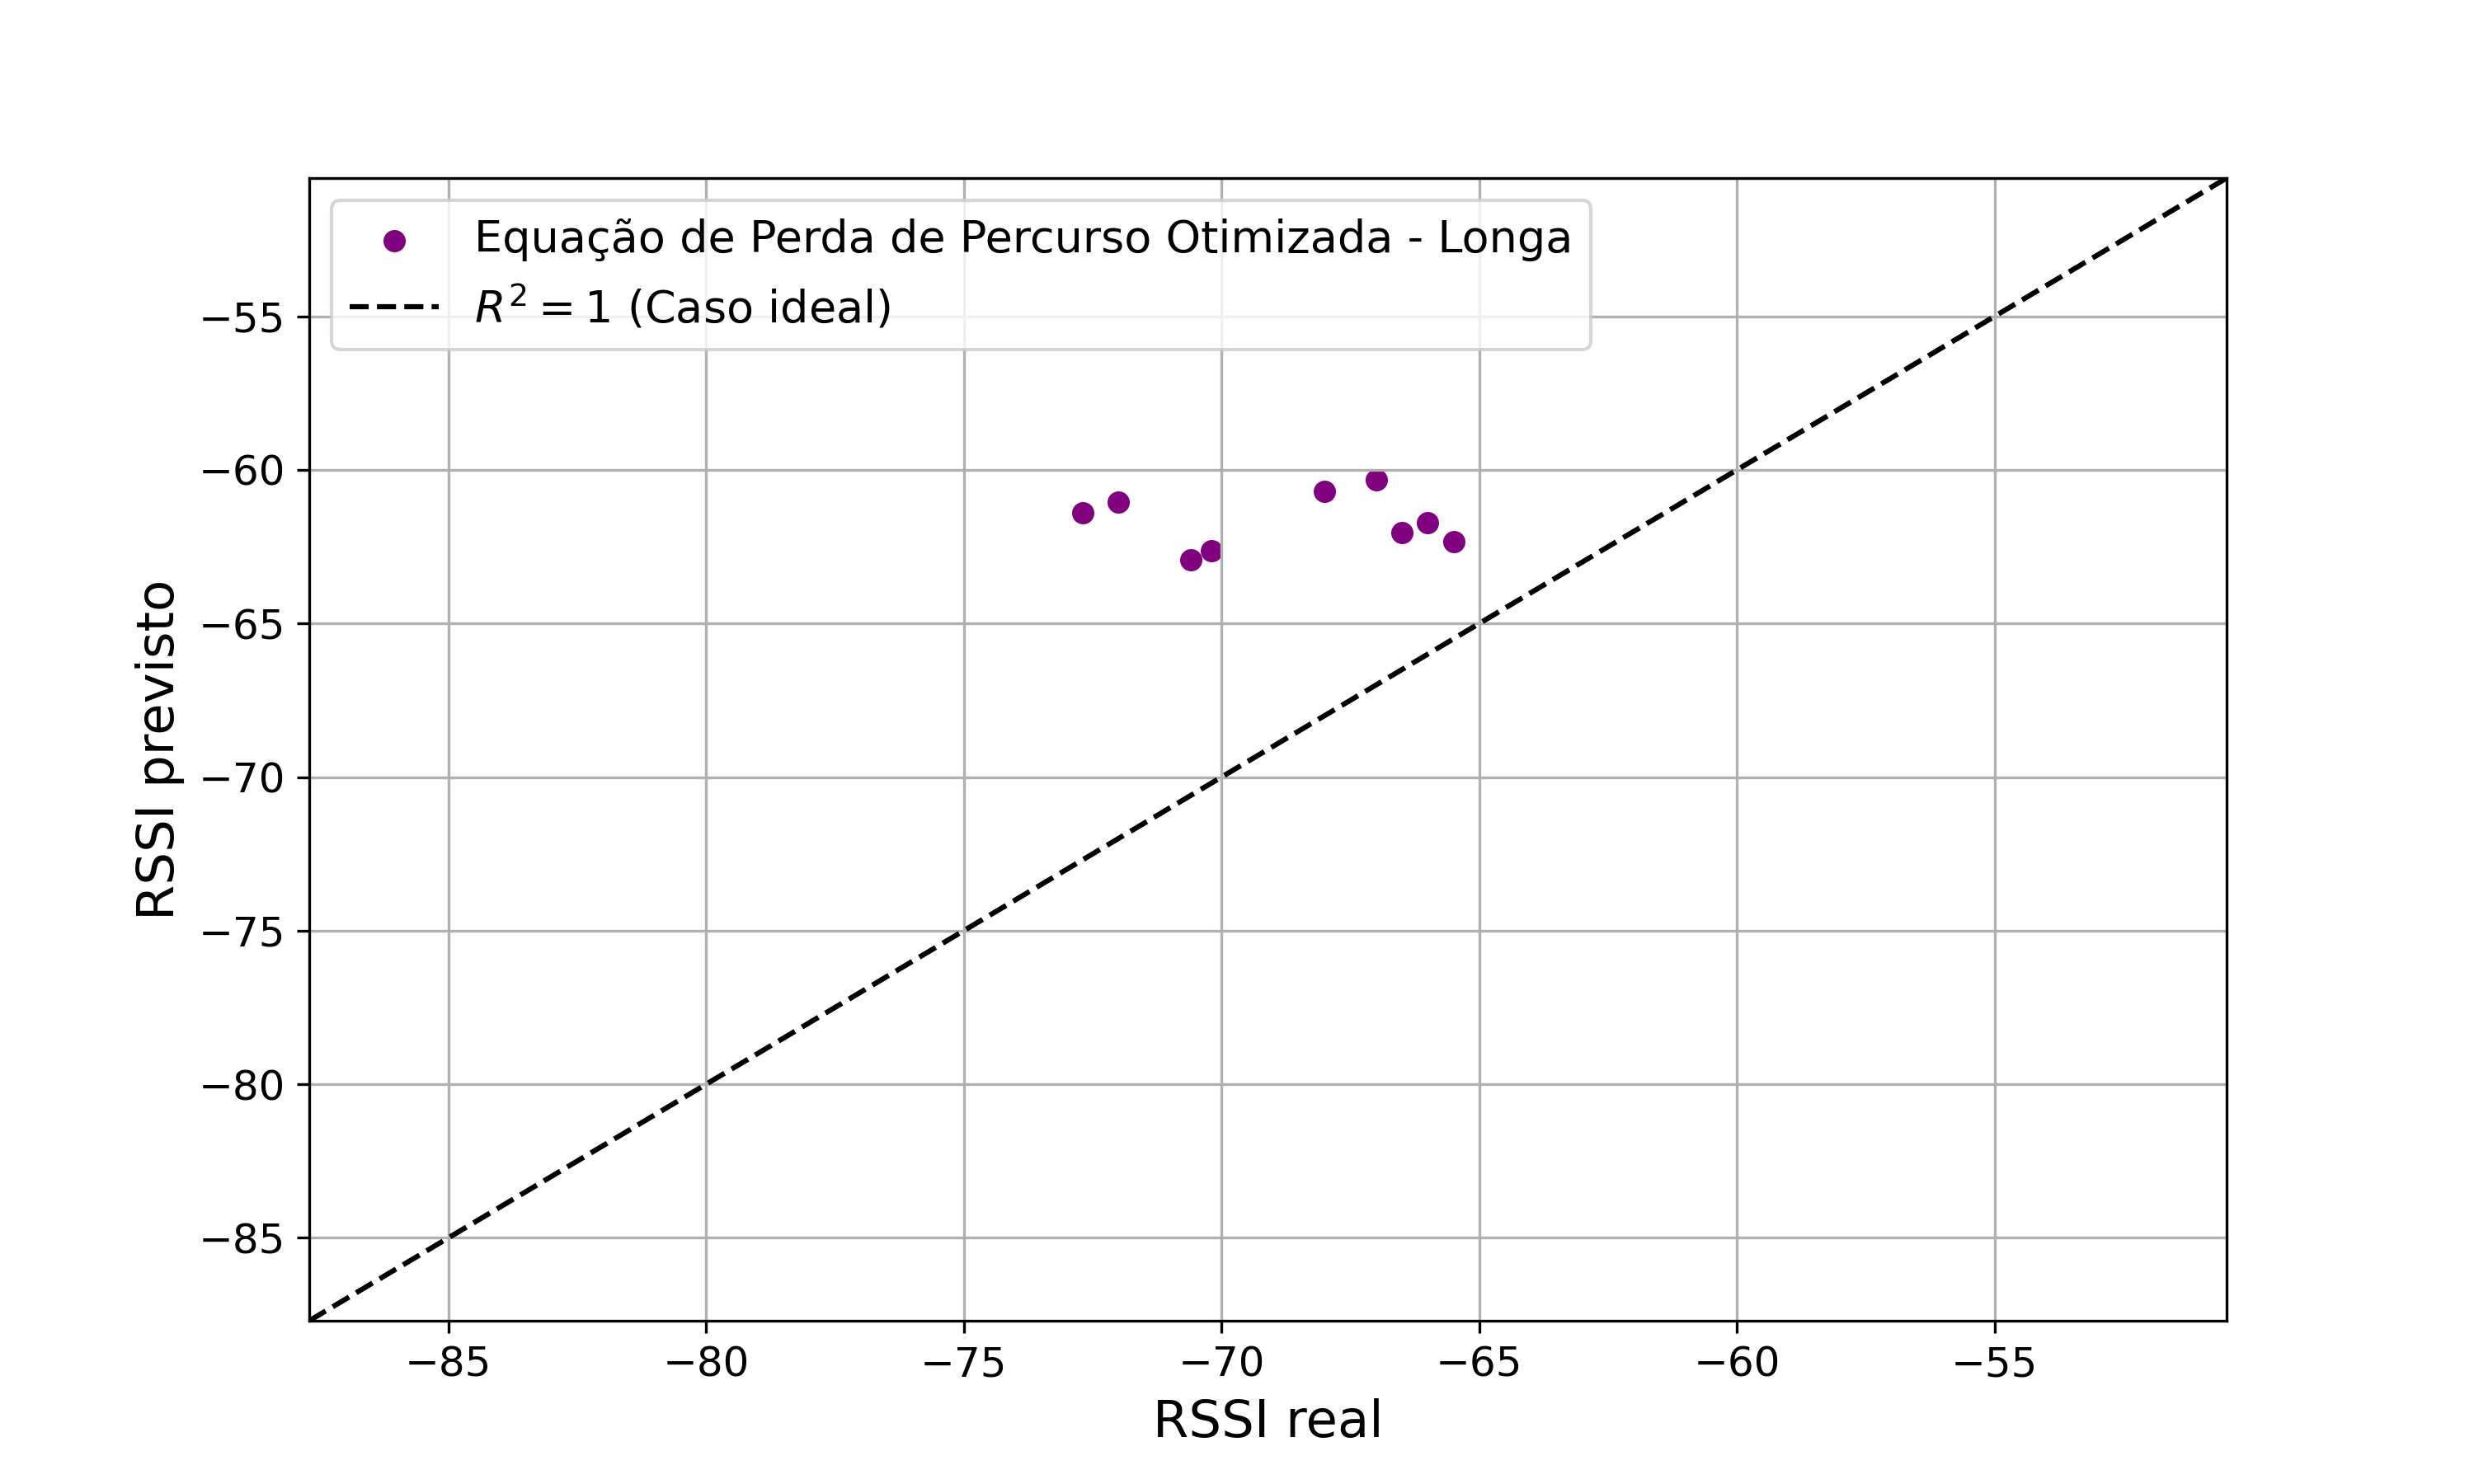 Equação de Perda de Percurso Otimizada - Longa
R² = 1 (Caso ideal)
−55
−60
−65
−70
−75
−80
−85
RSSI previsto
−85 −80 −75 −70 −65 −60 −55
RSSI real